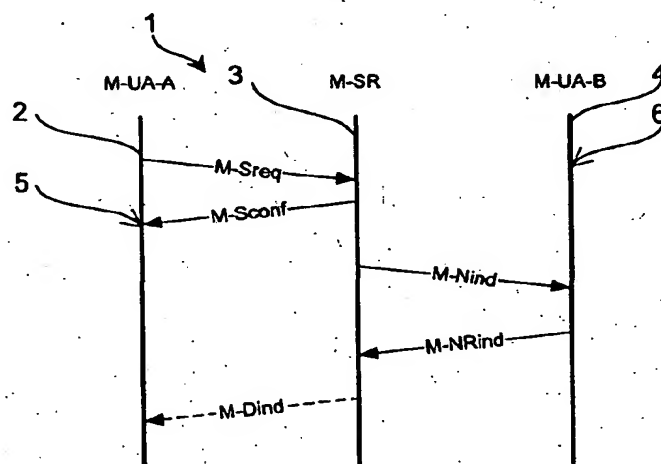 1
M-UA-A
3
M-SR
M-UA-B
4
2
6
M-Sreq
5
M-Sconf
M-Nind
M-NRind
M-Dind